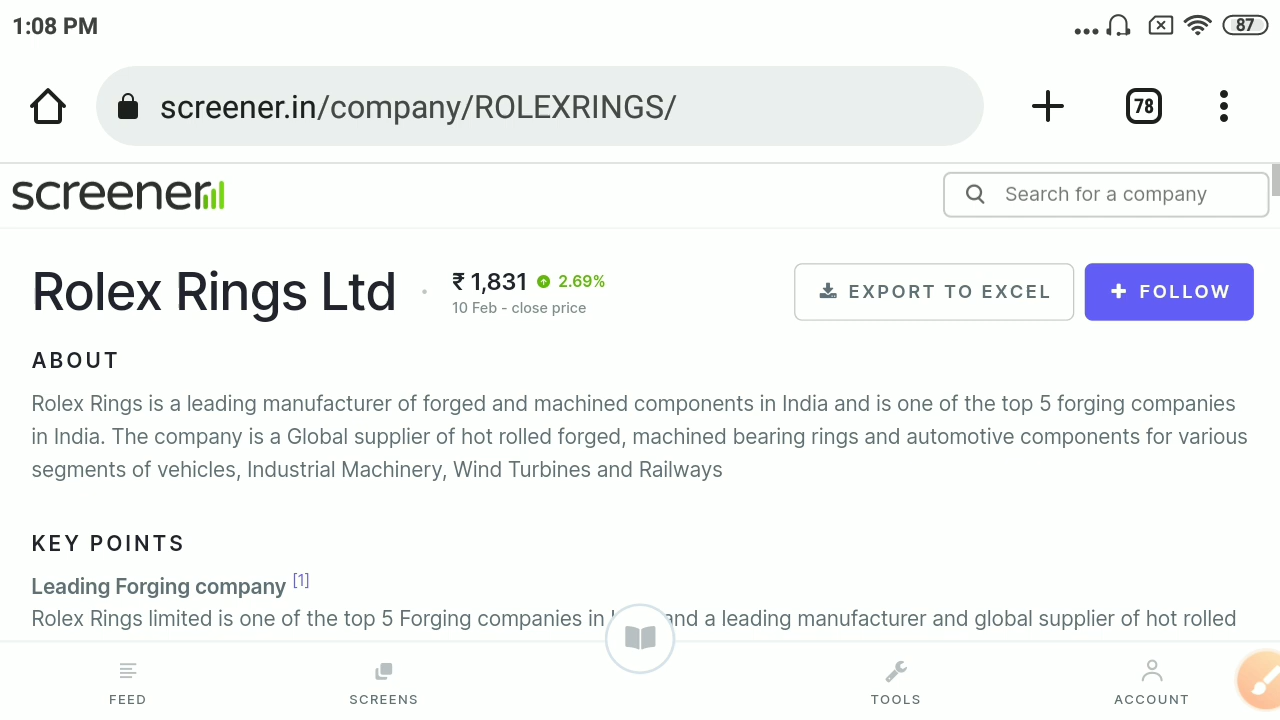 1:08 PM
87
screener.in/company/ROLEXRINGS/
78
screener
Search for a company
Rolex Rings Ltd
₹ 1,831 2.69%
10 Feb - close price
EXPORT TO EXCEL
FOLLOW
ABOUT
Rolex Rings is a leading manufacturer of forged and machined components in India and is one of the top 5 forging companies
in India. The company is a Global supplier of hot rolled forged, machined bearing rings and automotive components for various
segments of vehicles, Industrial Machinery, Wind Turbines and Railways
KEY POINTS
Leading Forging company [1]
Rolex Rings limited is one of the top 5 Forging companies in and a leading manufacturer and global supplier of hot rolled
FEED
SCREENS
TOOLS
ACCOUNT